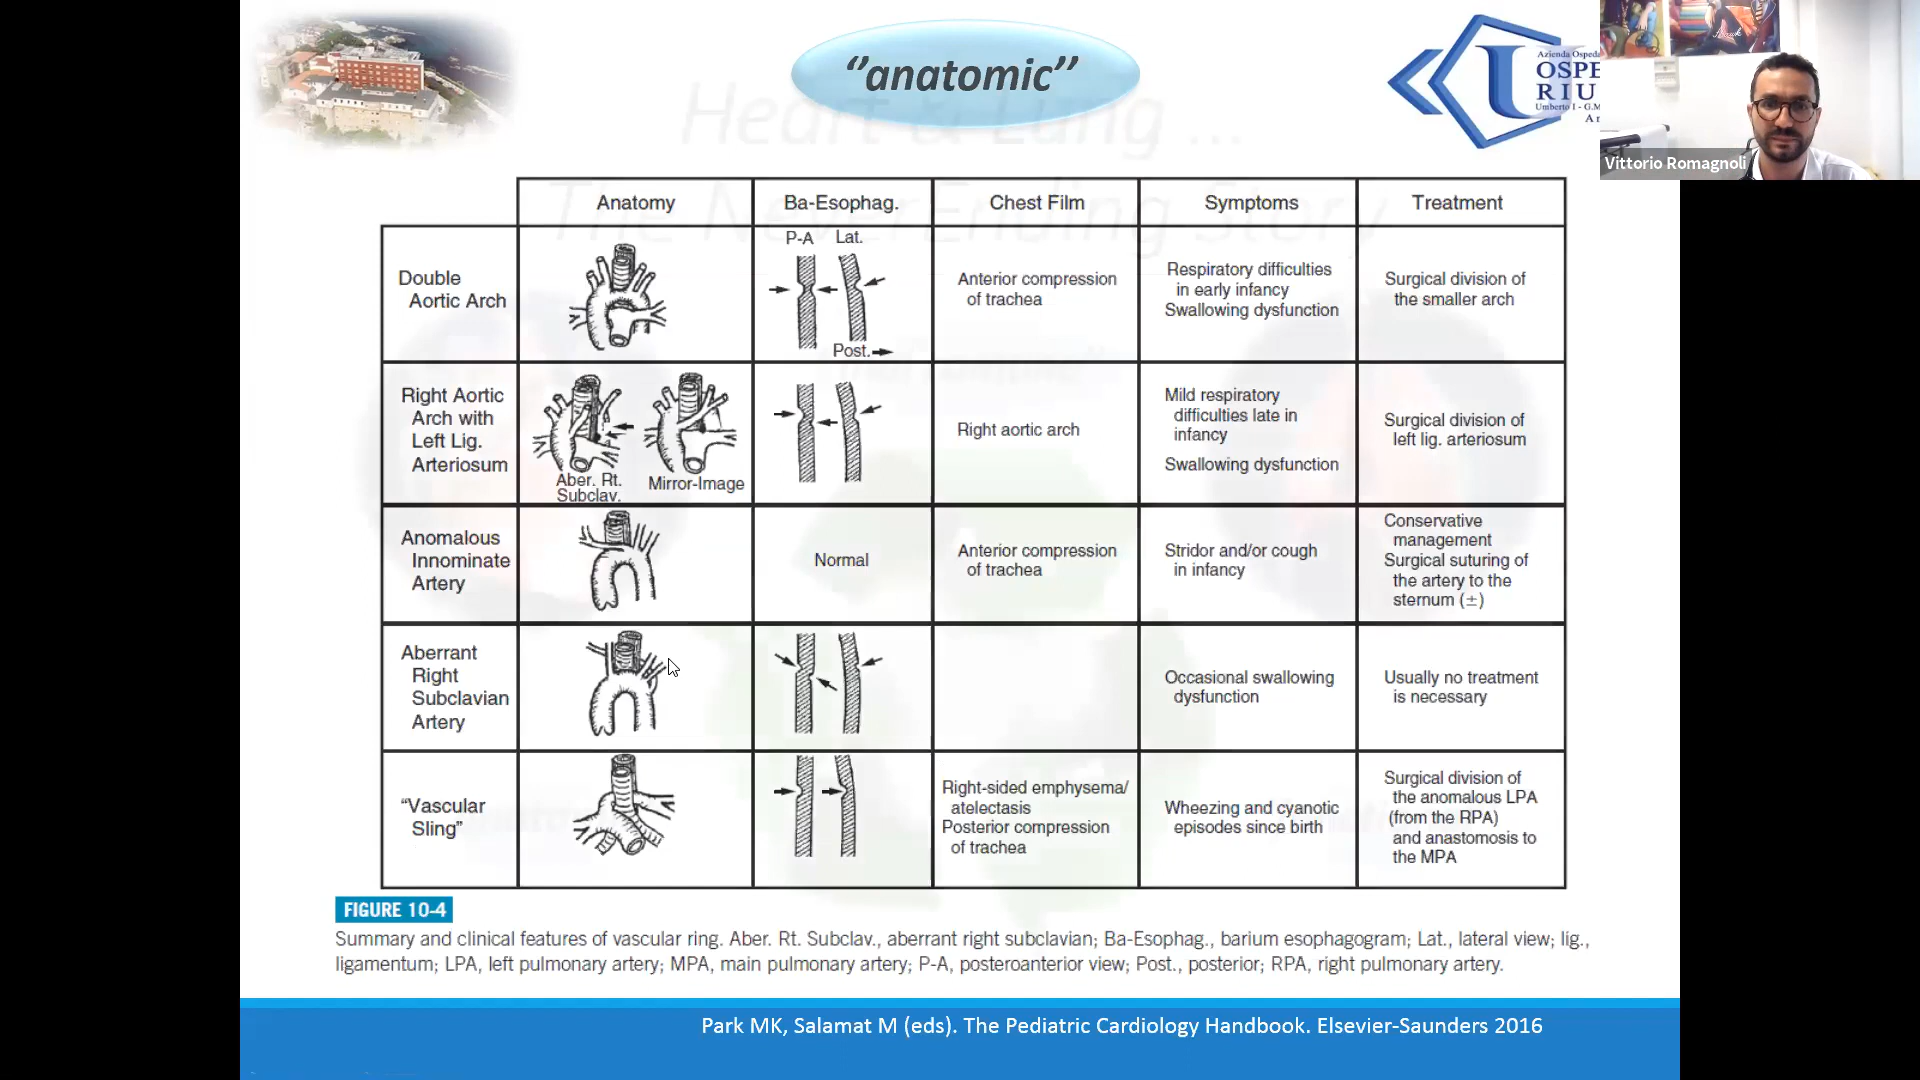 ‘’anatomic’’
Heart & Lung ...
The NeverEnding Story
Azienda Ospeda
OSPE
RIU
Umberto I - G.M
An
Vittorio Romagnoli
Anatomy
Ba-Esophag.
Chest Film
Symptoms
Treatment
Double
Aortic Arch
P-A Lat.
Post.
Anterior compression
of trachea
Respiratory difficulties
in early infancy
Swallowing dysfunction
Surgical division of
the smaller arch
Right Aortic
Arch with
Left Lig.
Arteriosum
Aber. Rt.
Subclav.
Mirror-Image
Right aortic arch
Mild respiratory
difficulties late in
infancy
Swallowing dysfunction
Surgical division of
left lig. arteriosum
Anomalous
Innominate
Artery
Normal
Anterior compression
of trachea
Stridor and/or cough
in infancy
Conservative
management
Surgical suturing of
the artery to the
sternum (±)
Aberrant
Right
Subclavian
Artery
Occasional swallowing
dysfunction
Usually no treatment
is necessary
“Vascular
Sling”
Right-sided emphysema/
atelectasis
Posterior compression
of trachea
Wheezing and cyanotic
episodes since birth
Surgical division of
the anomalous LPA
(from the RPA)
and anastomosis to
the MPA
FIGURE 10-4
Summary and clinical features of vascular ring. Aber. Rt. Subclav., aberrant right subclavian; Ba-Esophag., barium esophagogram; Lat., lateral view; lig.,
ligamentum; LPA, left pulmonary artery; MPA, main pulmonary artery; P-A, posteroanterior view; Post., posterior; RPA, right pulmonary artery.
Park MK, Salamat M (eds). The Pediatric Cardiology Handbook. Elsevier-Saunders 2016